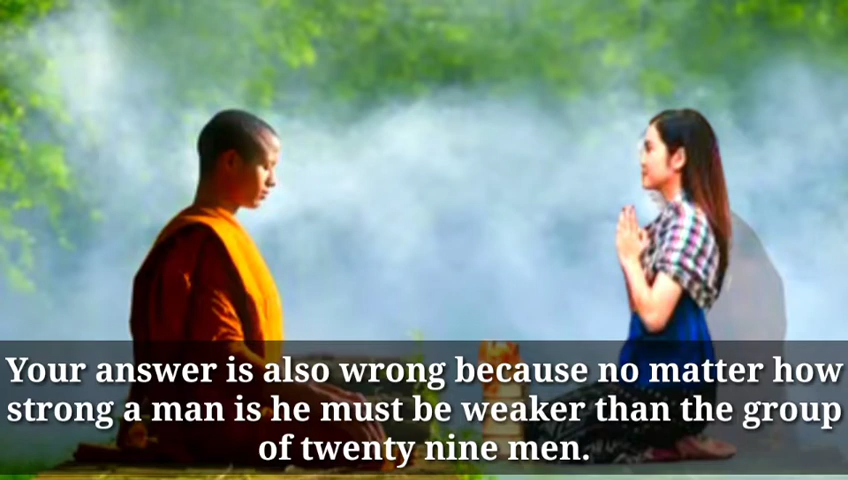 Your answer is also wrong because no matter how
strong a man is he must be weaker than the group
of twenty nine men.